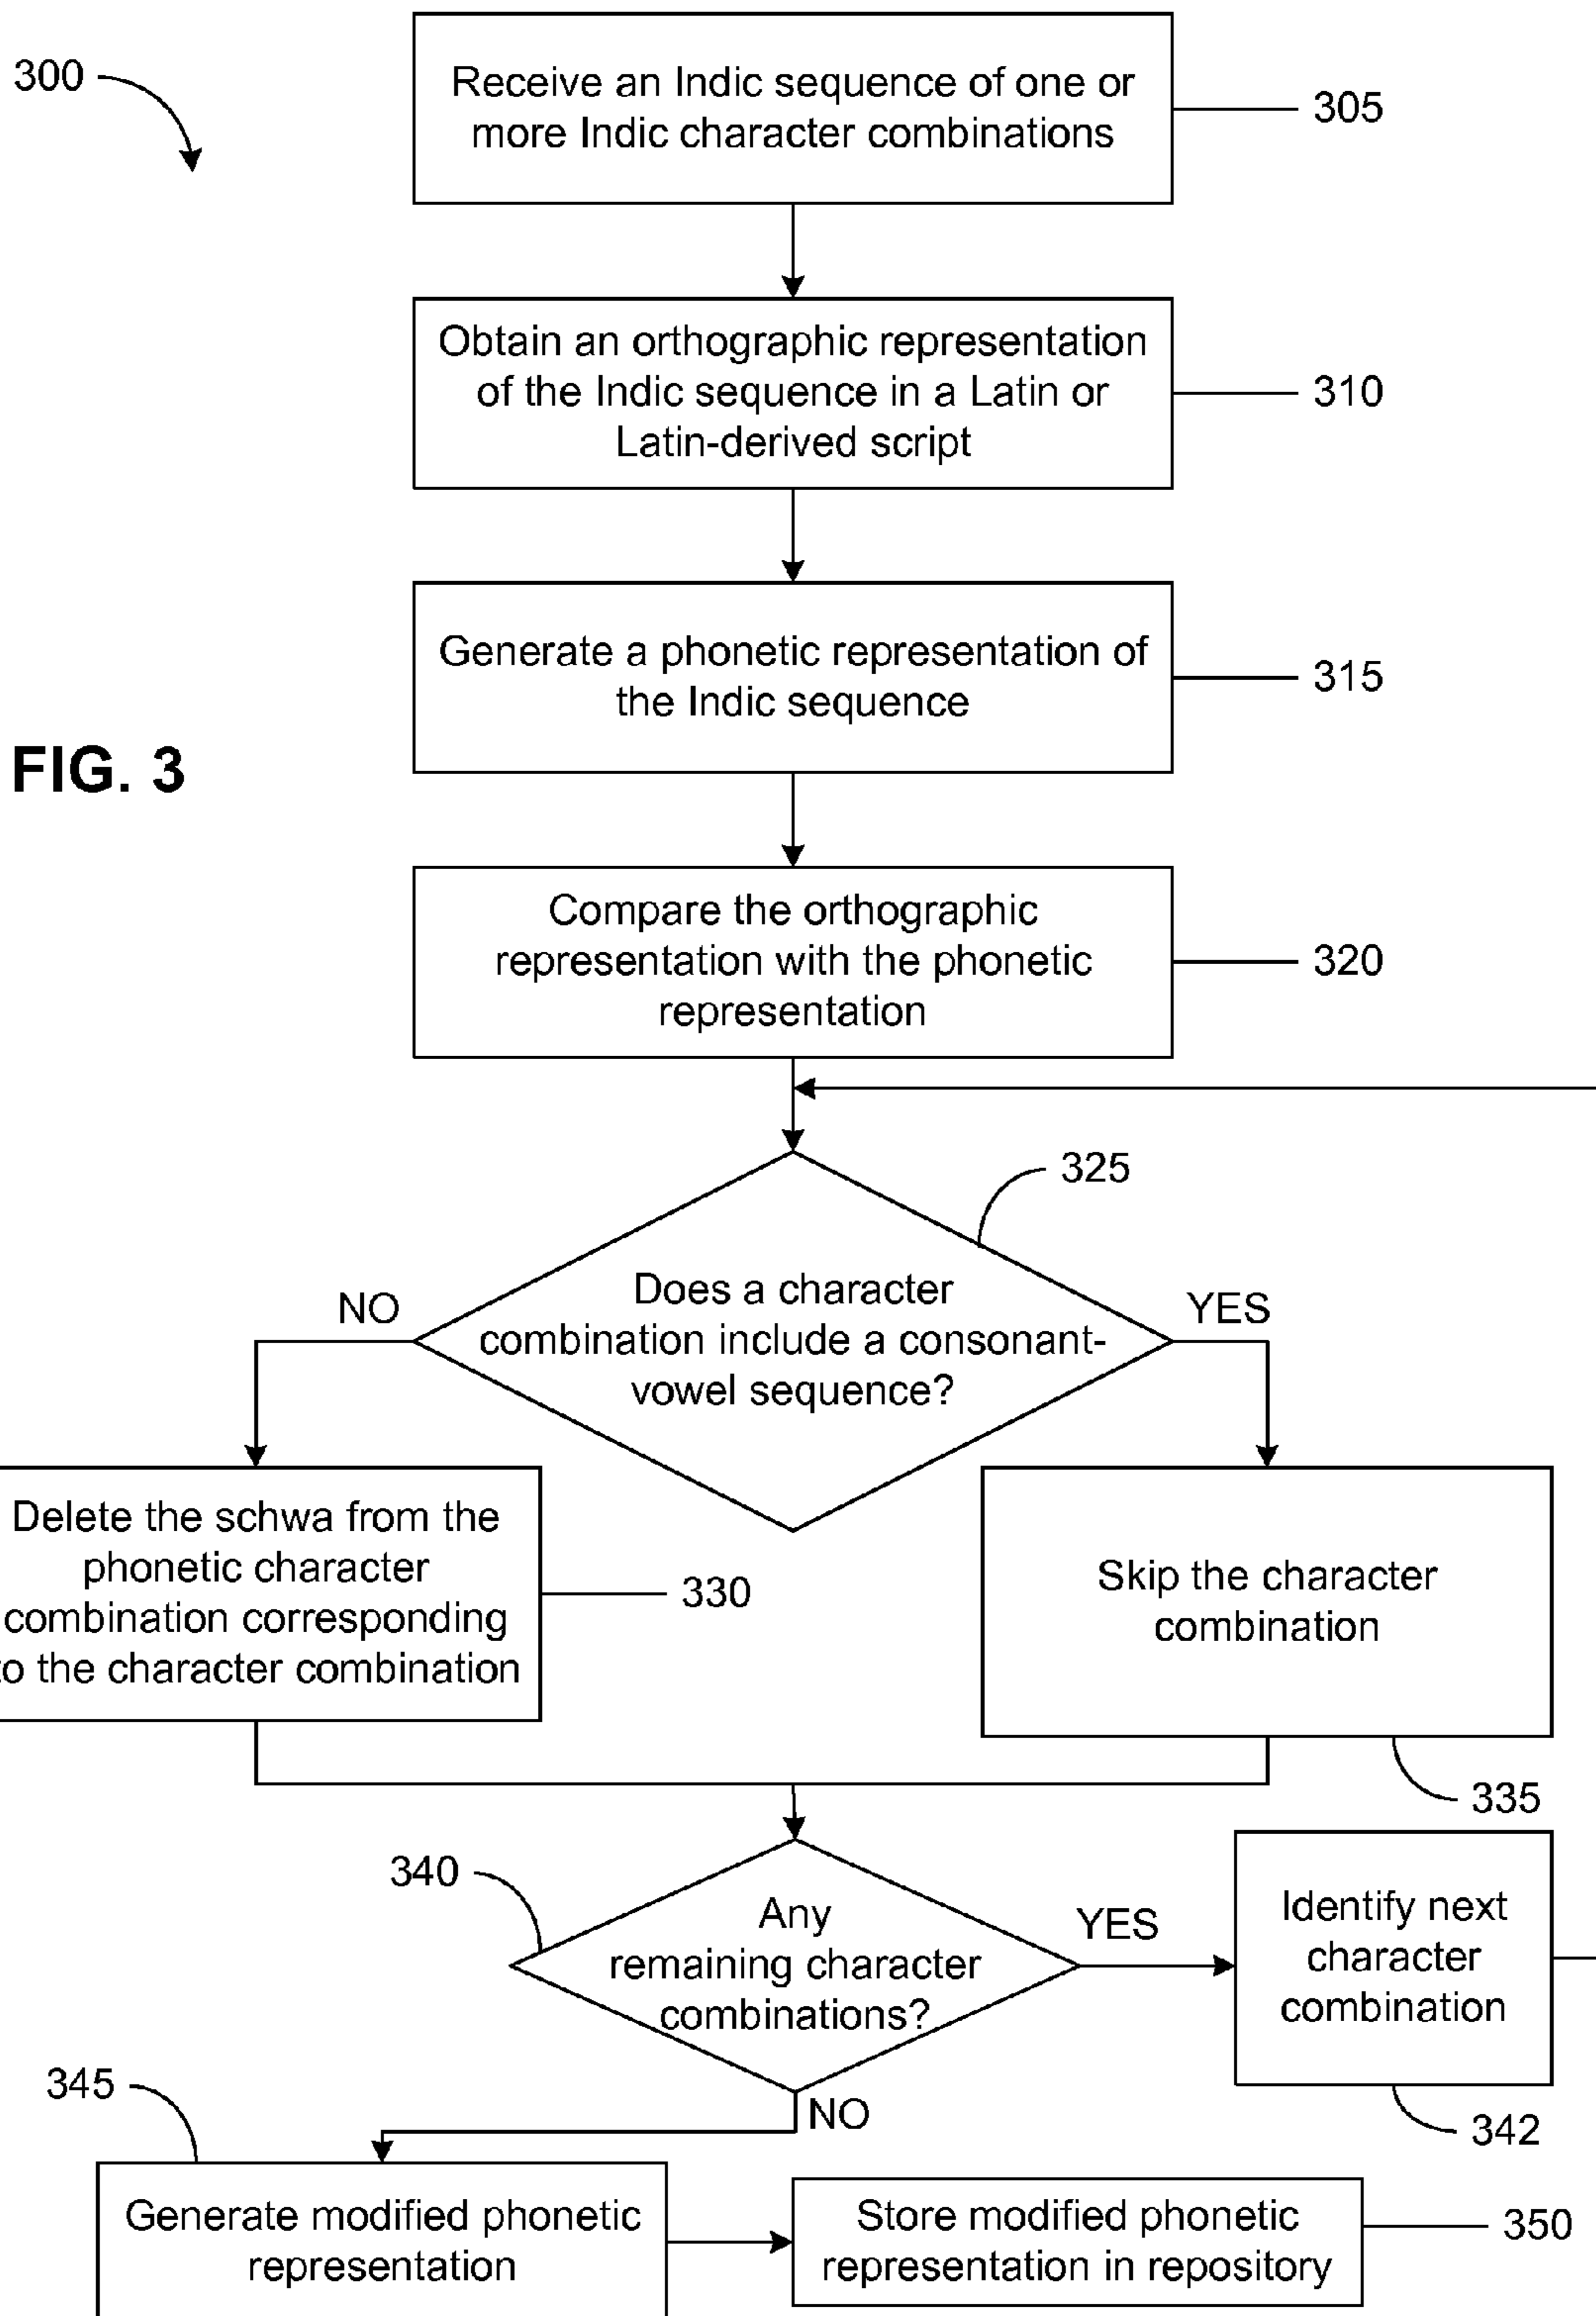 300
Receive an Indic sequence of one or
more Indic character combinations
305
Obtain an orthographic representation
of the Indic sequence in a Latin or
Latin-derived script
310
Generate a phonetic representation of
the Indic sequence
315
FIG. 3
Compare the orthographic
representation with the phonetic
representation
320
325
Does a character
combination include a consonant-
vowel sequence?
NO
YES
Delete the schwa from the
phonetic character
combination corresponding
to the character combination
330
Skip the character
combination
335
340
Any
remaining character
combinations?
YES
Identify next
character
combination
342
NO
345
Generate modified phonetic
representation
Store modified phonetic
representation in repository
350